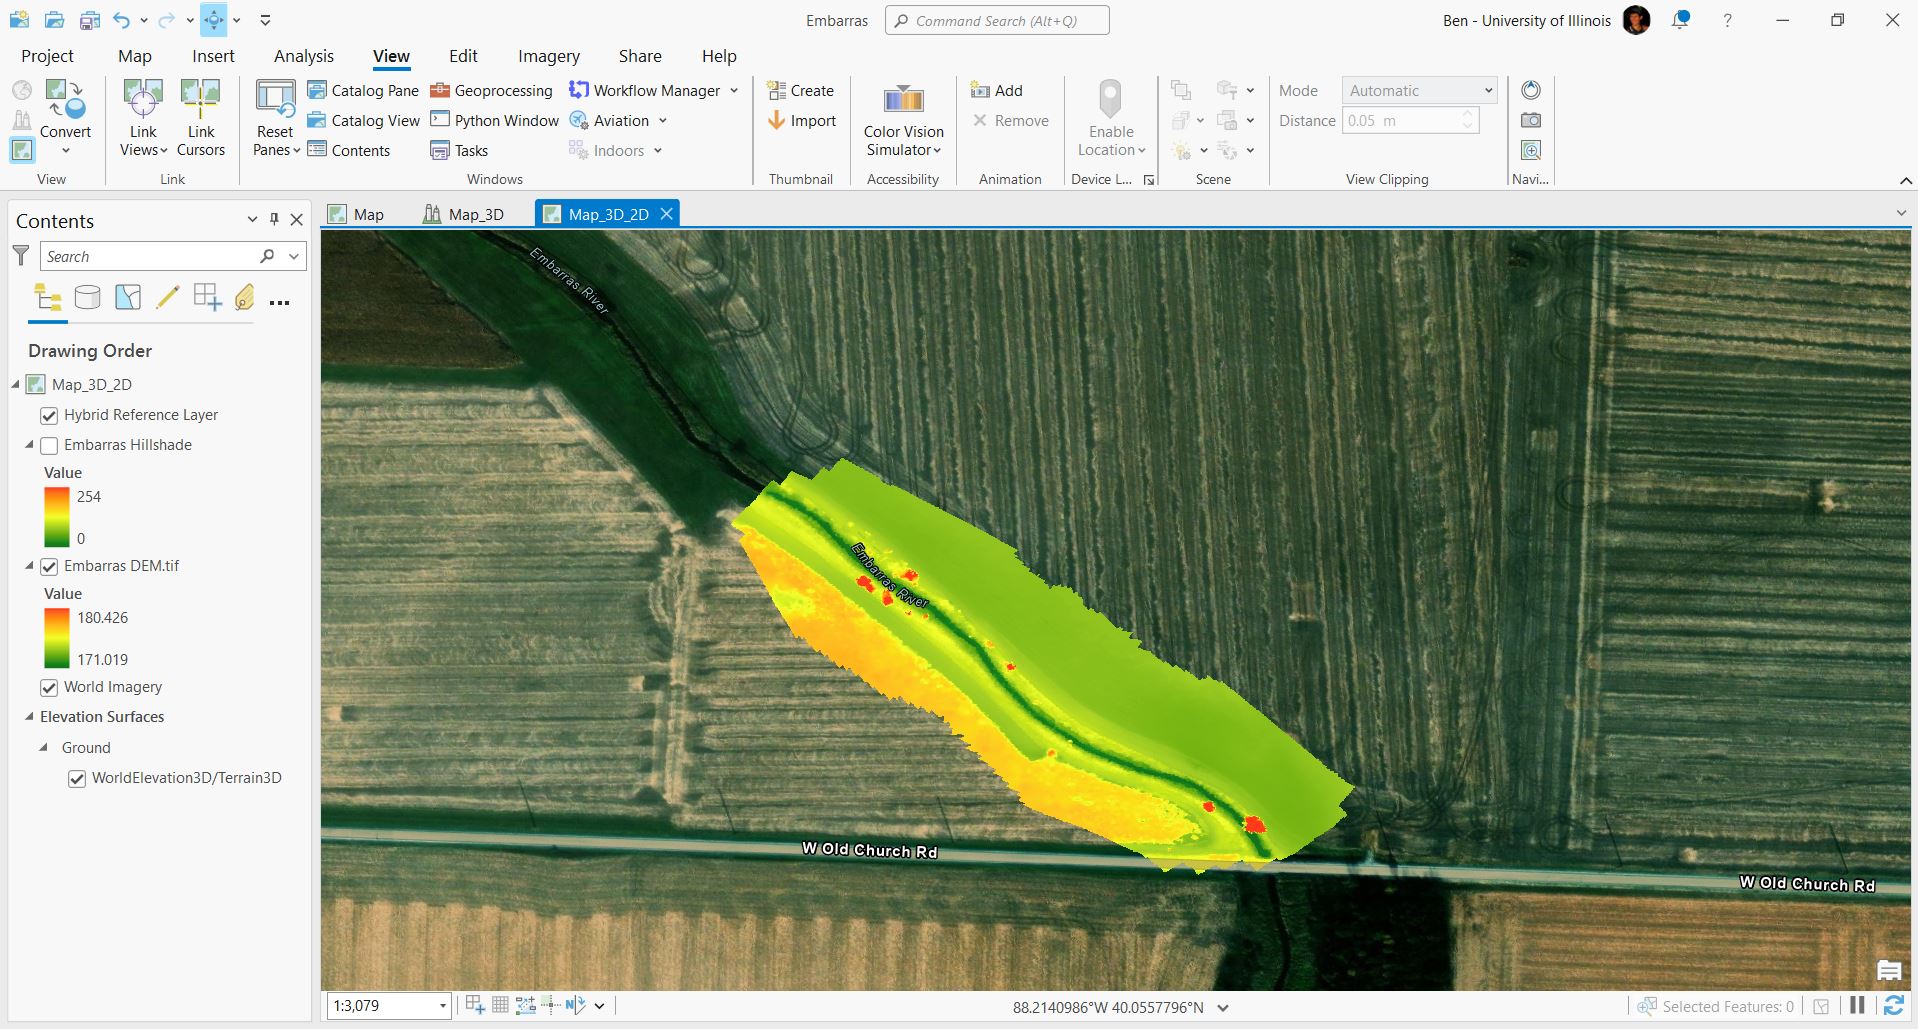 Embarras
Command Search (Alt+Q)
Ben - University of Illinois
?
Project
Map
Insert
Analysis
View
Edit
Imagery
Share
Help
Convert
View
Link
Views
Link
Cursors
Link
Reset
Panes
Catalog Pane
Catalog View
Contents
Geoprocessing
Python Window
Tasks
Workflow Manager
Aviation
Indoors
Windows
Create
Import
Thumbnail
Color Vision
Simulator
Accessibility
Add
Remove
Animation
Enable
Location
Device L...
Scene
Mode
Automatic
Distance
0.05 m
View Clipping
Navi...
Contents
Search
Drawing Order
Map_3D_2D
Hybrid Reference Layer
Embarras Hillshade
Value
254
0
Embarras DEM.tif
Value
180.426
171.019
World Imagery
Elevation Surfaces
Ground
WorldElevation3D/Terrain3D
Map
Map_3D
Map_3D_2D
Embarras River
Embarras River
W Old Church Rd
W Old Church Rd
1:3,079
N
88.2140986°W 40.0557796°N
Selected Features: 0